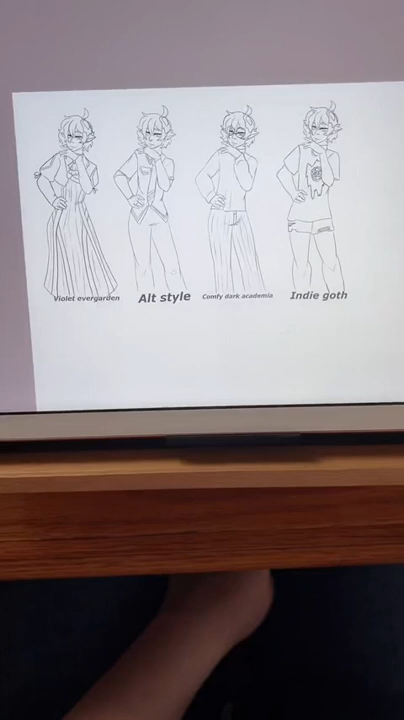 Violet evergarden
Alt style
Comfy dark academia
Indie goth